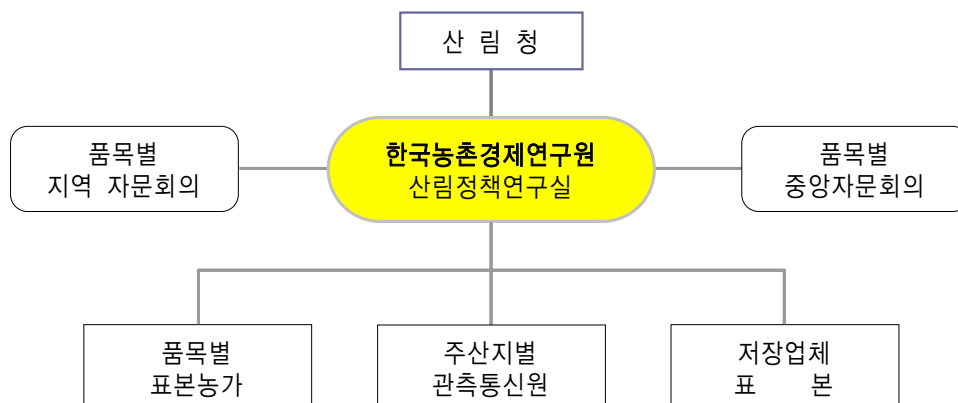 산 림 청
품목별
지역 자문회의
한국농촌경제연구원
산림정책연구실
품목별
중앙자문회의
품목별
표본농가
주산지별
관측통신원
저장업체
표 본